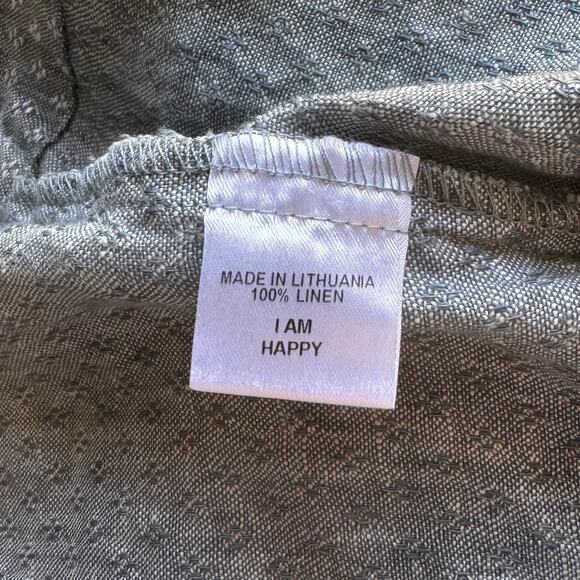 MADE IN LITHUANIA
100% LINEN
I AM
HAPPY